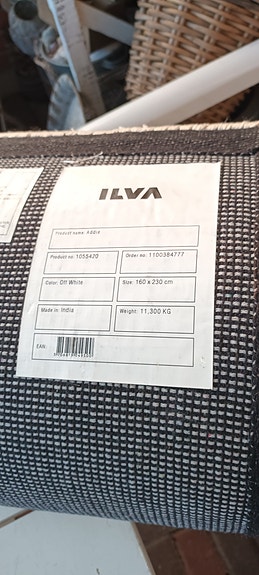 ILVA
Product name: Addie
Product no: 1055420
Order no: 1100384777
Color: Off White
Size: 160 x 230 cm
Made in: India
Weight: 11,300 KG
EAN: